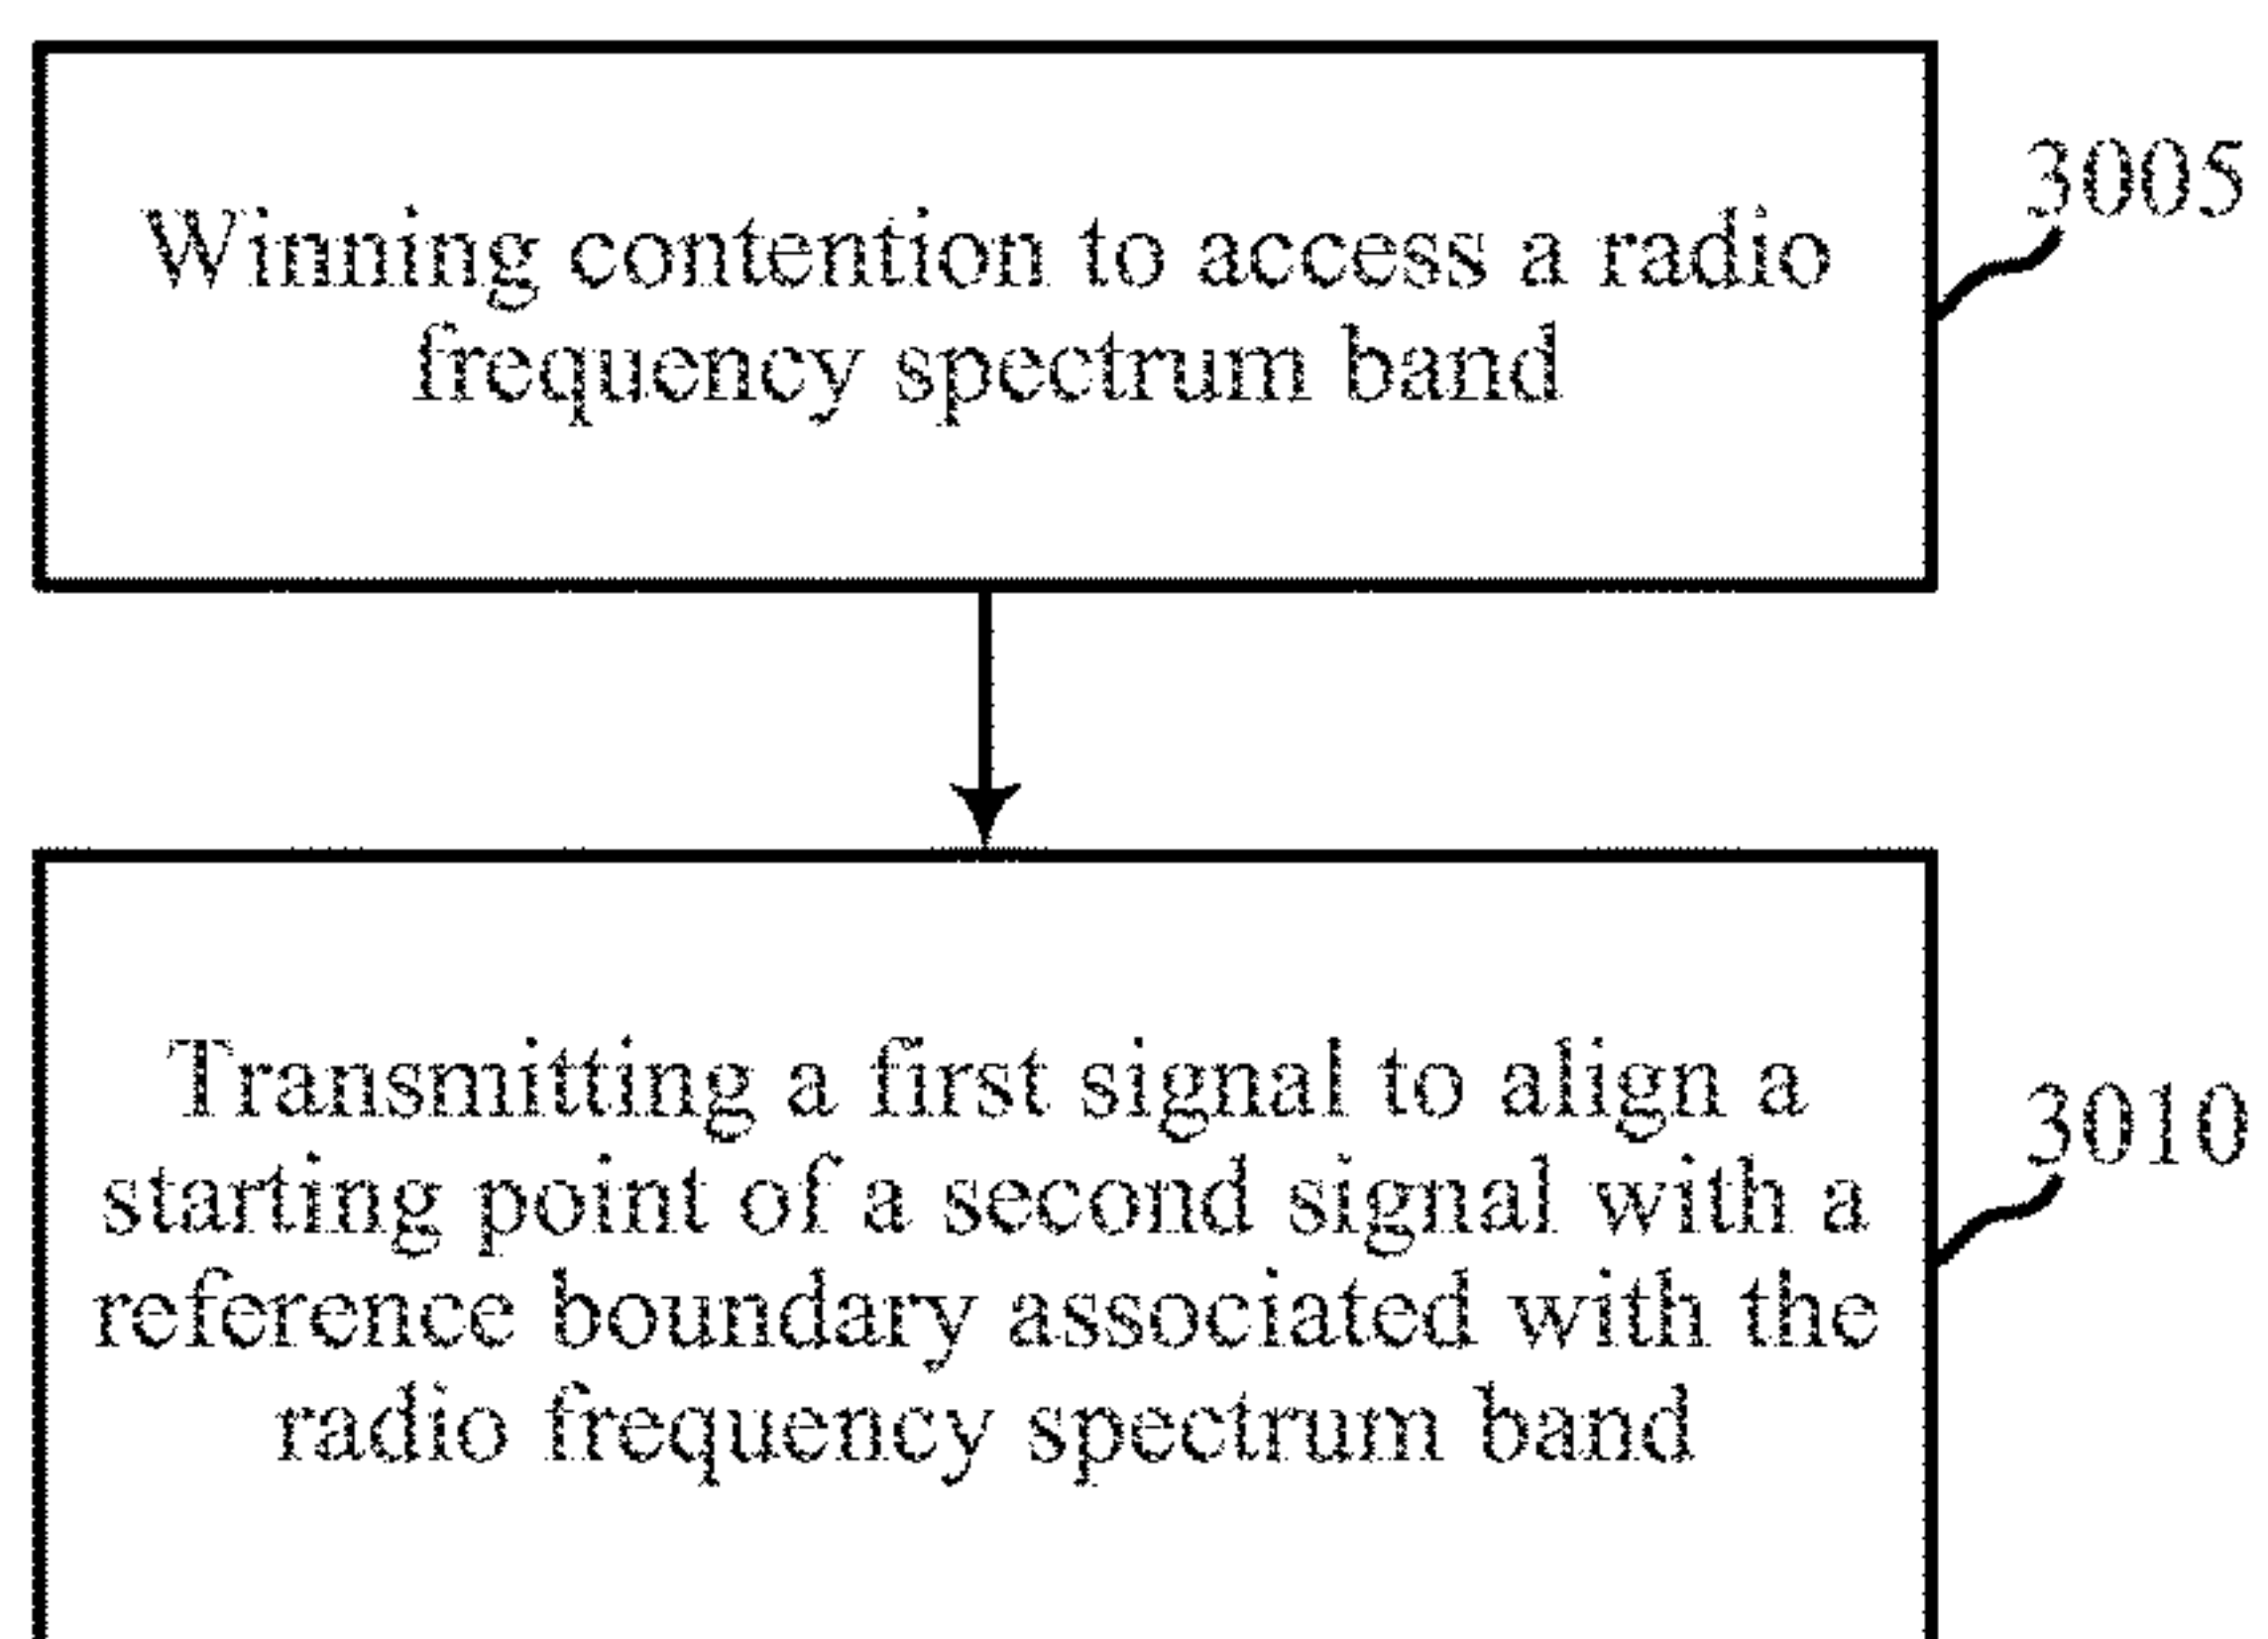 Winning contention to access a radio
frequency spectrum band
3005
Transmitting a first signal to align a
starting point of a second signal with a
reference boundary associated with the
radio frequency spectrum band
3010